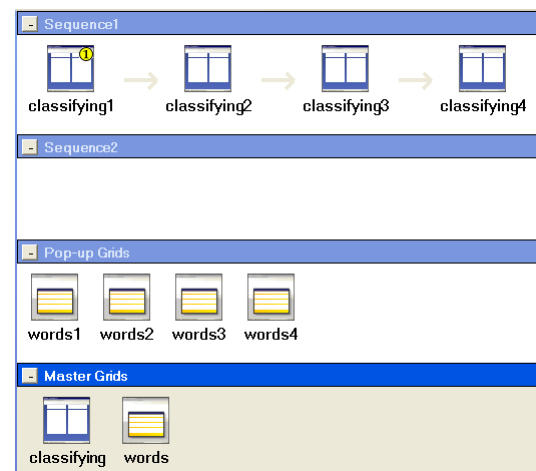 - Sequence1
1
classifying1 classifying2 classifying3 classifying4
- Sequence2
- Pop-up Grids
words1 words2 words3 words4
- Master Grids
classifying words